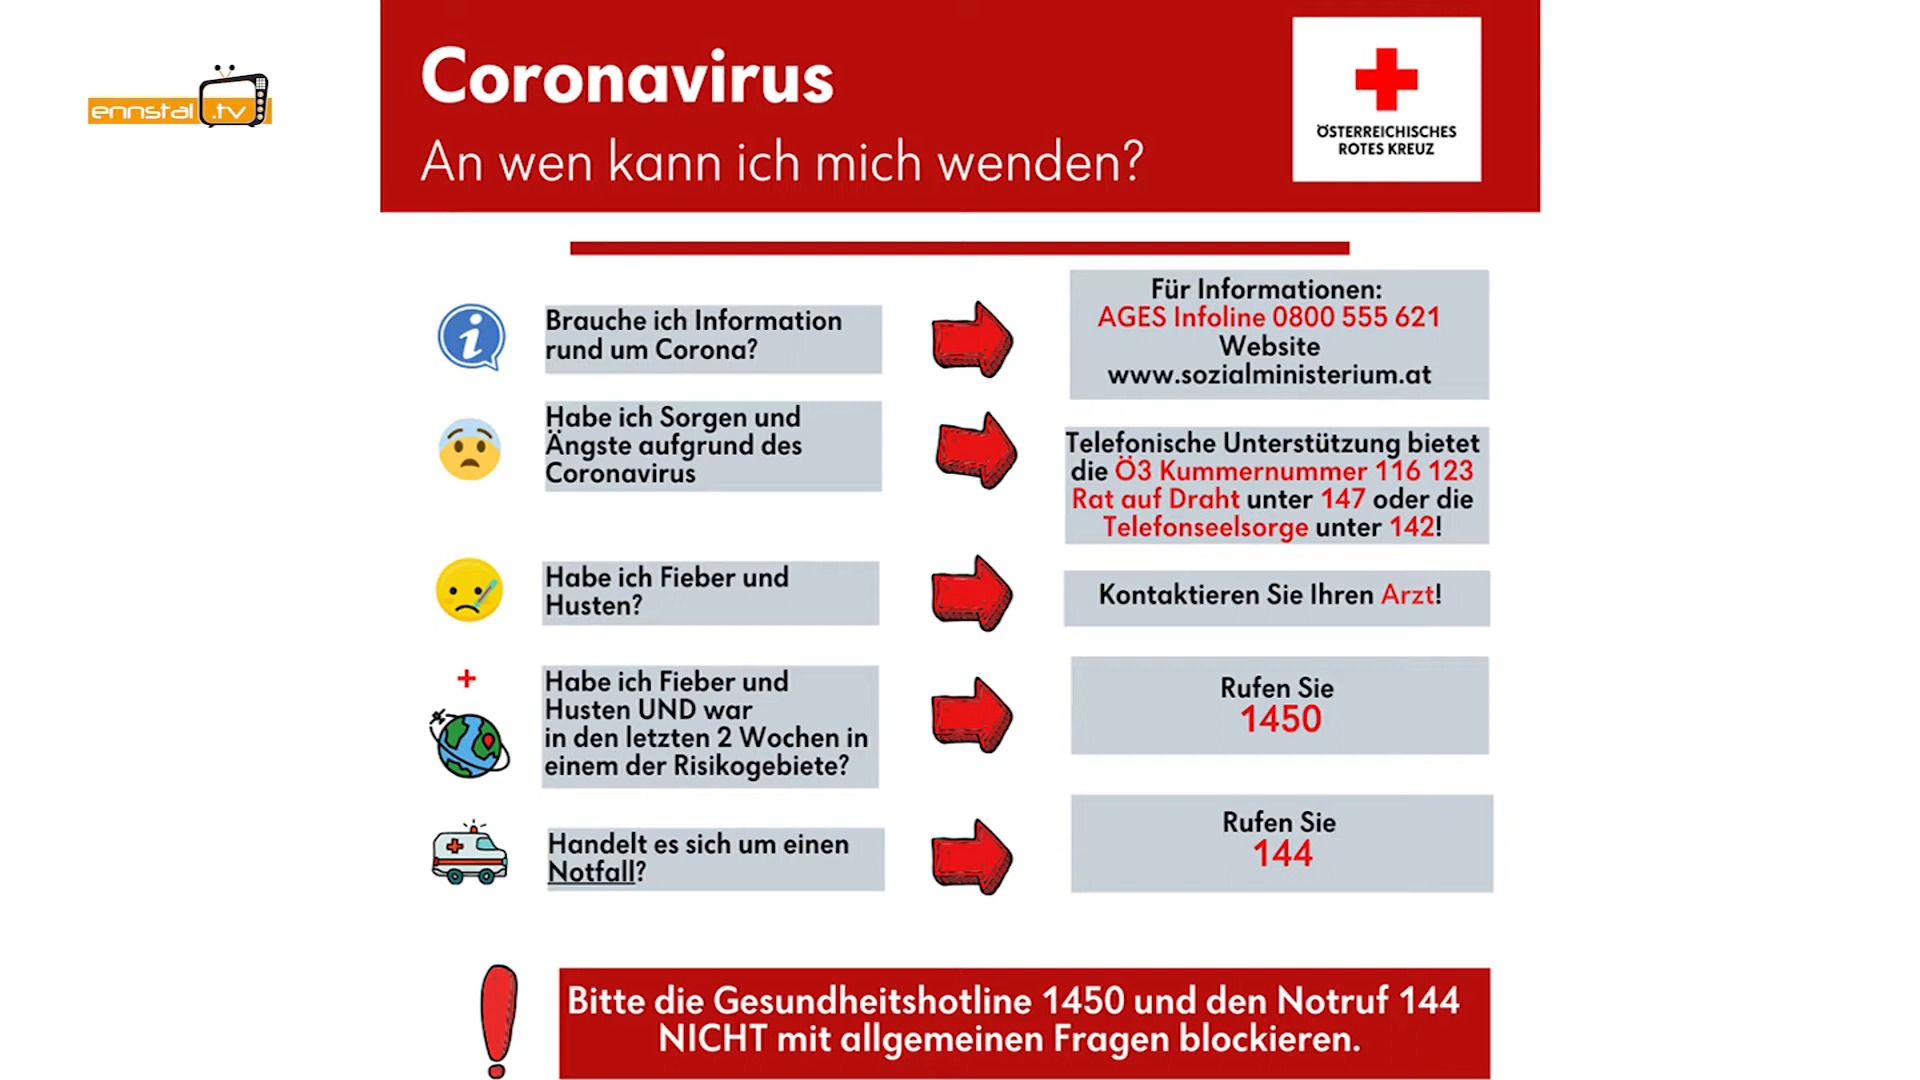 ennstal .tv
Coronavirus
An wen kann ich mich wenden?
ÖSTERREICHISCHES
ROTES KREUZ
Brauche ich Information
rund um Corona?
Für Informationen:
AGES Infoline 0800 555 621
Website
www.sozialministerium.at
Habe ich Sorgen und
Ängste aufgrund des
Coronavirus
Telefonische Unterstützung bietet
die Ö3 Kummernummer 116 123
Rat auf Draht unter 147 oder die
Telefonseelsorge unter 142!
Habe ich Fieber und
Husten?
Kontaktieren Sie Ihren Arzt!
Habe ich Fieber und
Husten UND war
in den letzten 2 Wochen in
einem der Risikogebiete?
Rufen Sie
1450
Handelt es sich um einen
Notfall?
Rufen Sie
144
Bitte die Gesundheitshotline 1450 und den Notruf 144
NICHT mit allgemeinen Fragen blockieren.